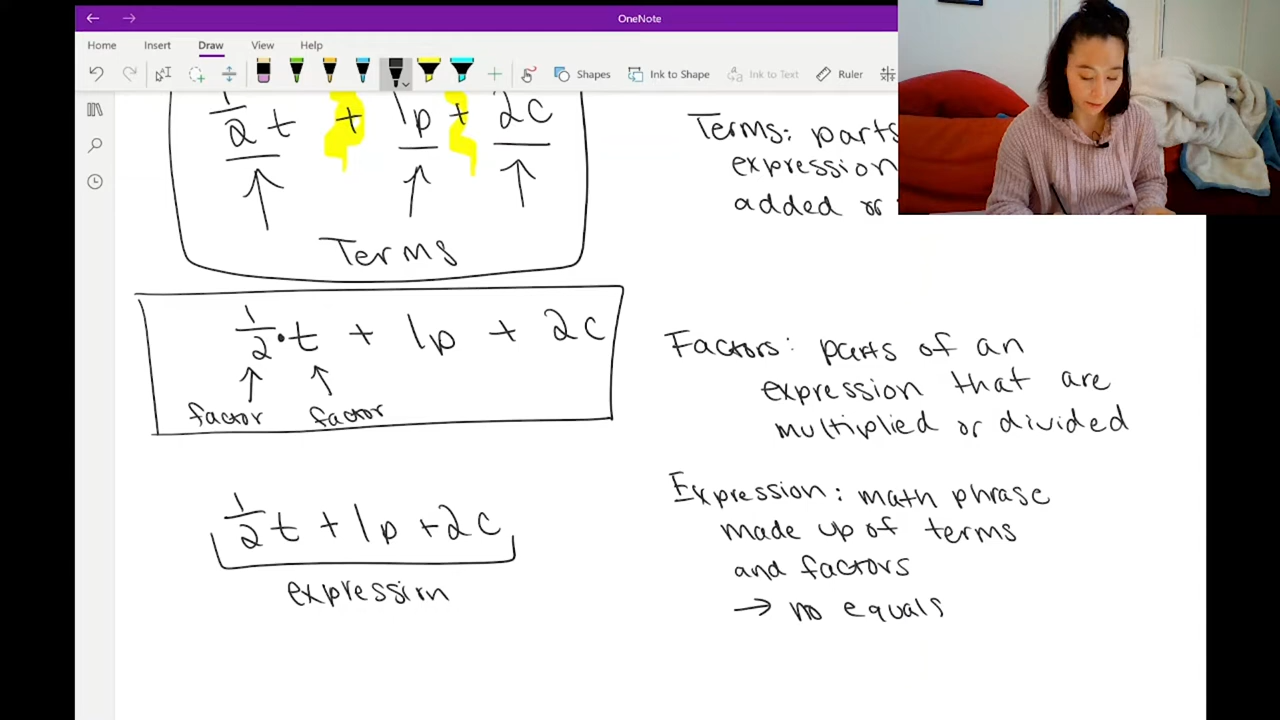 OneNote
Home Insert Draw View Help
Shapes Ink to Shape Ink to Text Ruler
1/2 t + 1p + 2c
Terms
Terms: parts
expression
added or
1/2 • t + 1p + 2c
factor factor
Factors: parts of an
expression that are
multiplied or divided
1/2 t + 1p + 2c
expression
Expression: math phrase
made up of terms
and factors
→ no equals